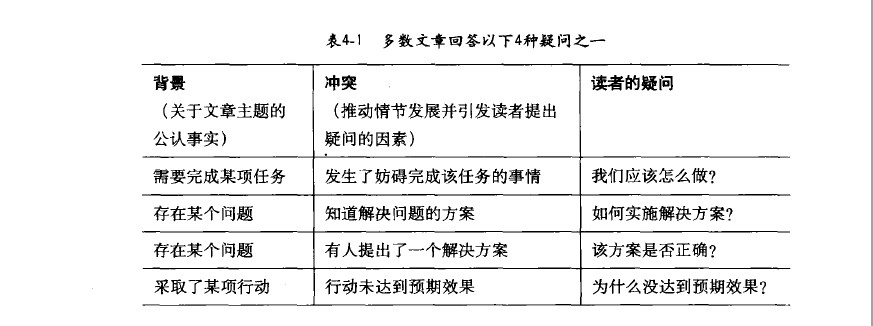 表4-1 多数文章回答以下4种疑问之一
背景 冲突 读者的疑问
（关于文章主题的 （推动情节发展并引发读者提出
公认事实） 疑问的因素）
需要完成某项任务 发生了妨碍完成该任务的事情 我们应该怎么做?
存在某个问题 知道解决问题的方案 如何实施解决方案?
存在某个问题 有人提出了一个解决方案 该方案是否正确?
采取了某项行动 行动未达到预期效果 为什么没达到预期效果?